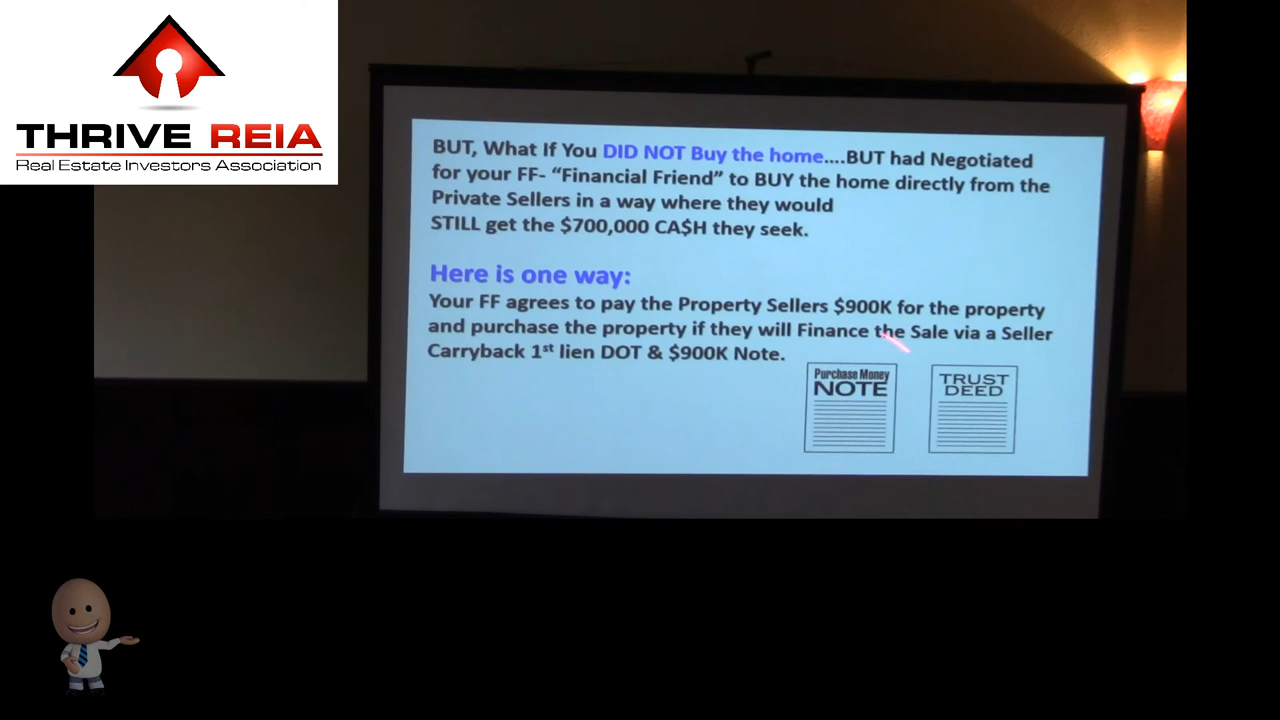 THRIVE REIA
Real Estate Investors Association
BUT, What If You DID NOT Buy the home....BUT had Negotiated
for your FF- “Financial Friend” to BUY the home directly from the
Private Sellers in a way where they would
STILL get the $700,000 CA$H they seek.
Here is one way:
Your FF agrees to pay the Property Sellers $900K for the property
and purchase the property if they will Finance the Sale via a Seller
Carryback 1st lien DOT & $900K Note.
Purchase Money
NOTE
TRUST
DEED